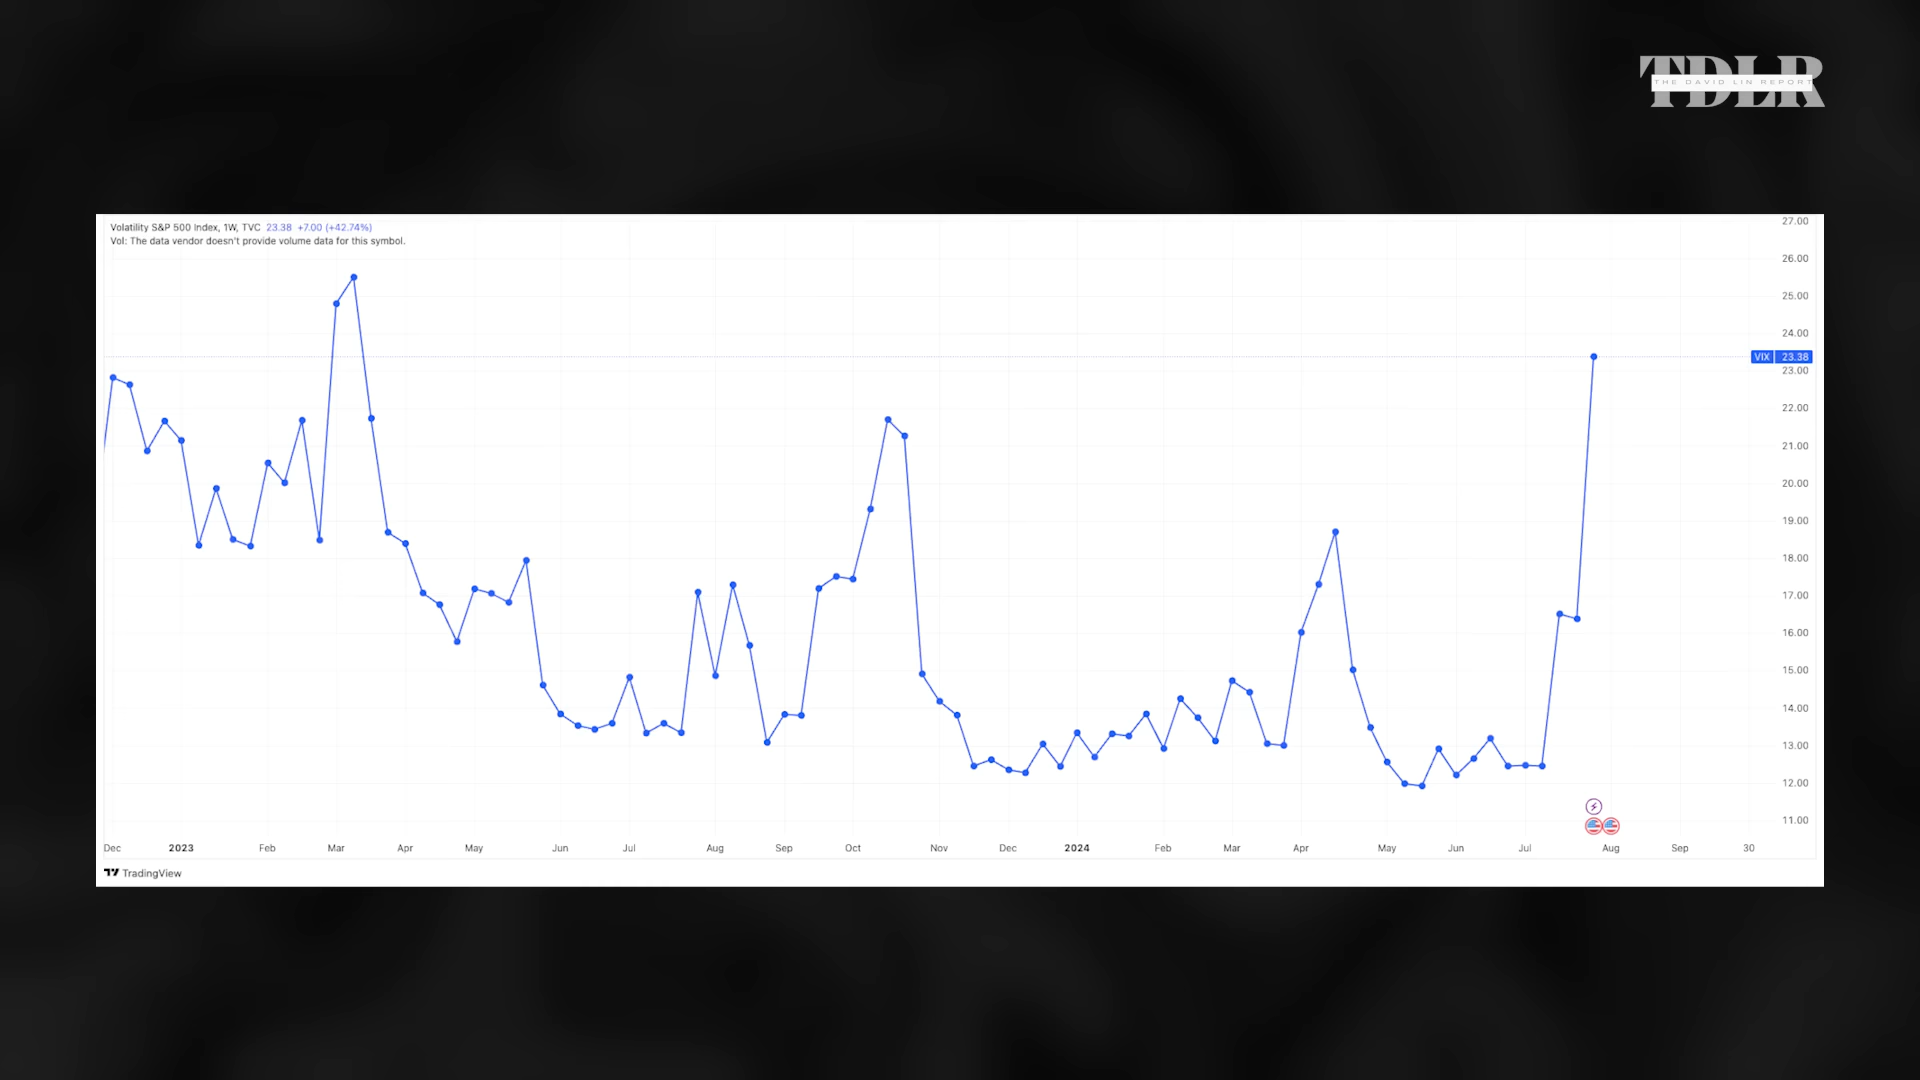 TDLR
THE DAVID LIN REPORT
Volatility S&P 500 Index, 1W, TVC 23.38 +7.00 (+42.74%)
Vol: The data vendor doesn't provide volume data for this symbol.
27.00
26.00
25.00
24.00
VIX 23.38
23.00
22.00
21.00
20.00
19.00
18.00
17.00
16.00
15.00
14.00
13.00
12.00
11.00
Dec 2023 Feb Mar Apr May Jun Jul Aug Sep Oct Nov Dec 2024 Feb Mar Apr May Jun Jul Aug Sep 30
TradingView